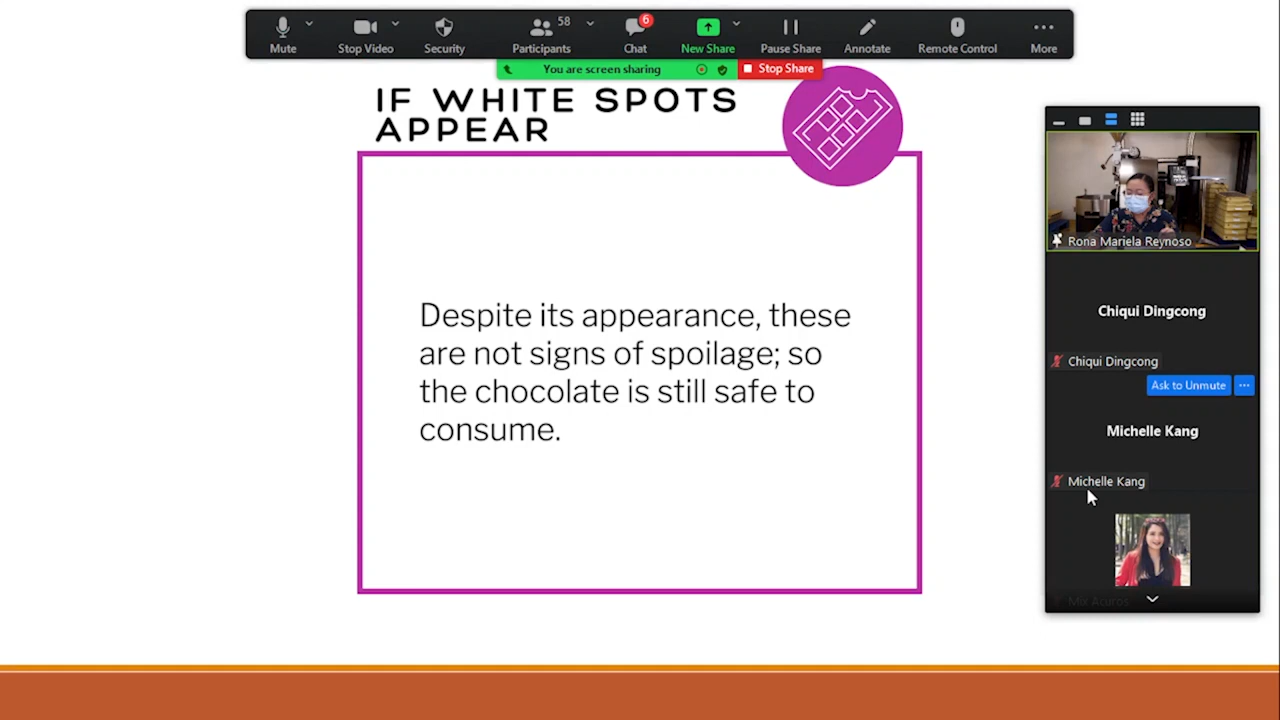 58
6
Mute
Stop Video
Security
Participants
Chat
New Share
Pause Share
Annotate
Remote Control
More
You are screen sharing
Stop Share
IF WHITE SPOTS
APPEAR
Despite its appearance, these
are not signs of spoilage; so
the chocolate is still safe to
consume.
Rona Mariela Reynoso
Chiqui Dingcong
Chiqui Dingcong
Ask to Unmute
Michelle Kang
Michelle Kang